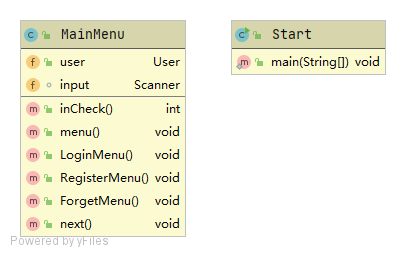 MainMenu
user User
input Scanner
inCheck() int
menu() void
LoginMenu() void
RegisterMenu() void
ForgetMenu() void
next() void
Start
main(String[]) void
Powered by yFiles